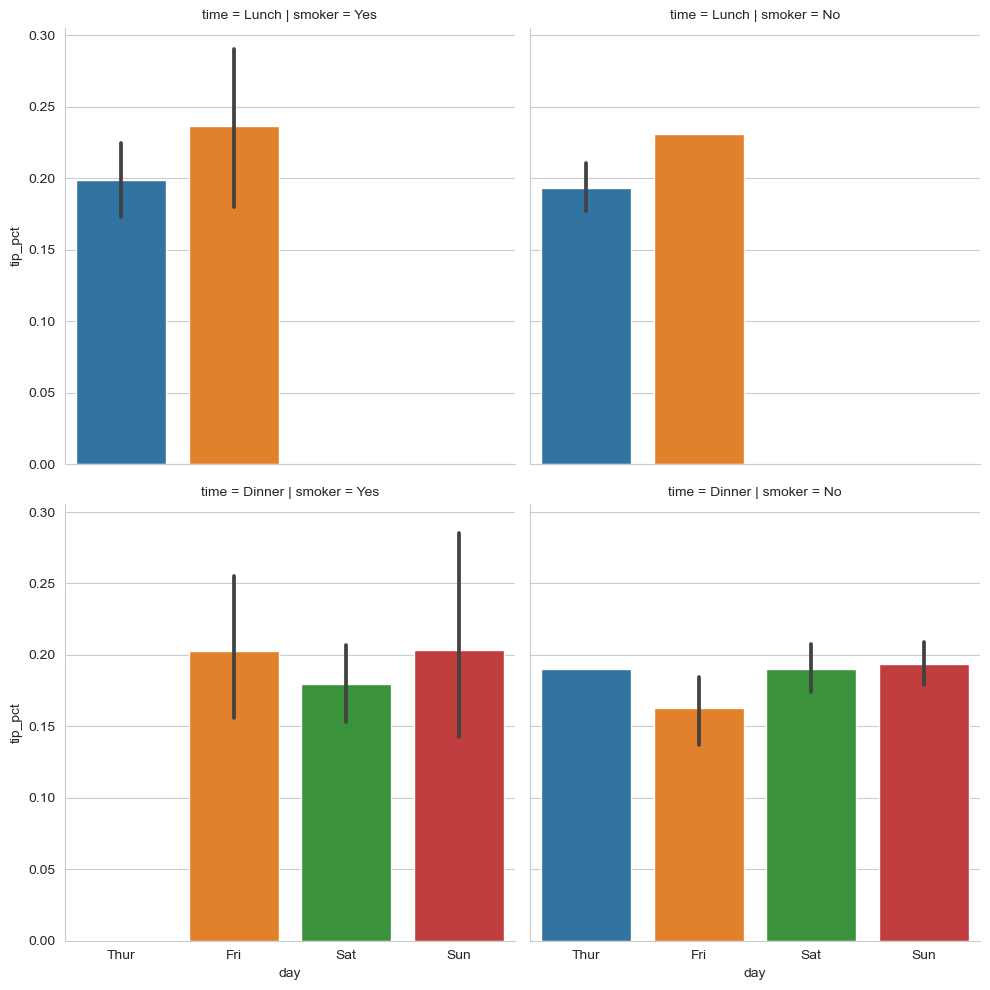 time = Lunch | smoker = Yes
time = Lunch | smoker = No
0.30
0.25
0.20
0.15
0.10
0.05
0.00
tip_pct
time = Dinner | smoker = Yes
time = Dinner | smoker = No
0.30
0.25
0.20
0.15
0.10
0.05
0.00
tip_pct
Thur Fri Sat Sun
day
Thur Fri Sat Sun
day